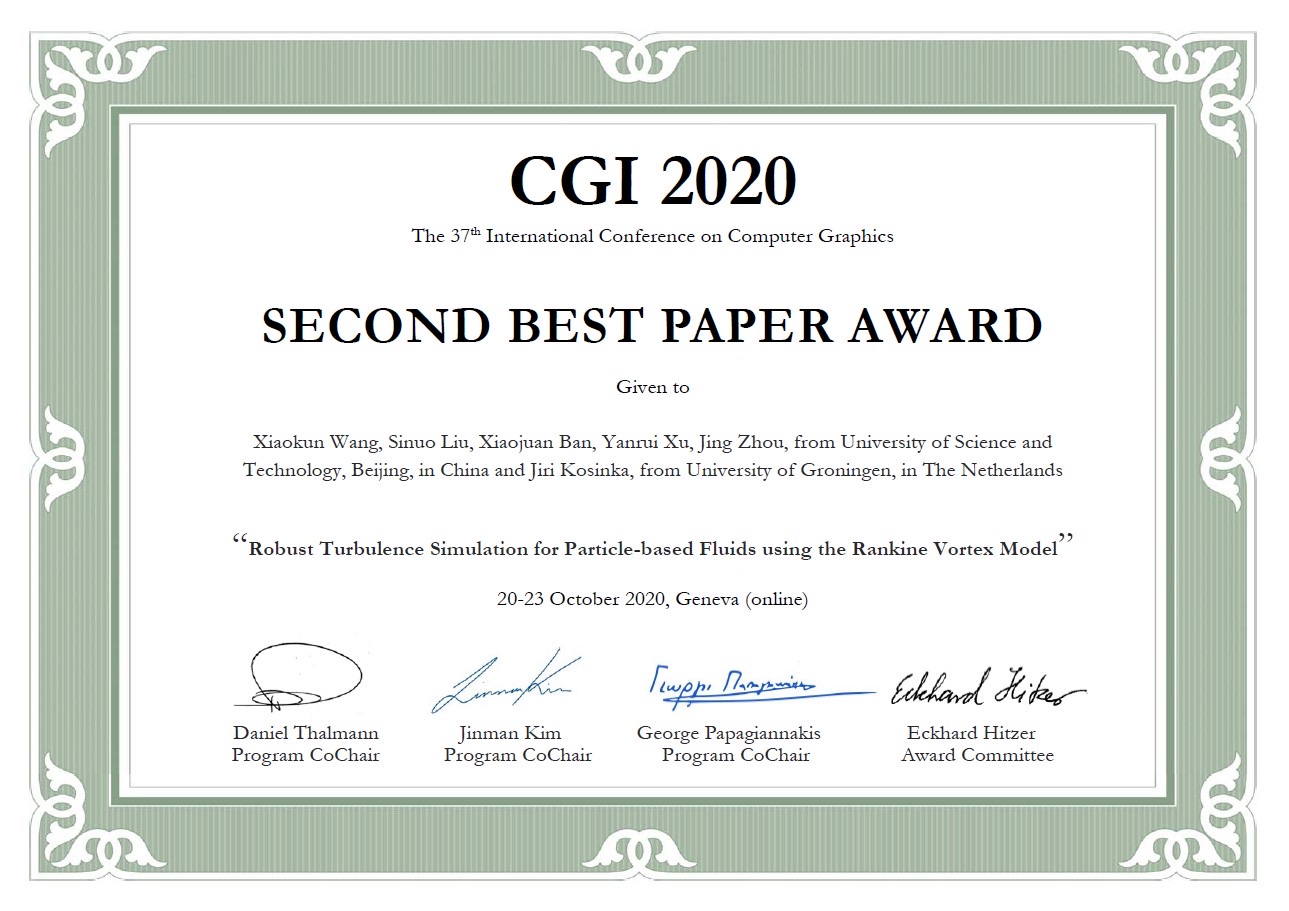 CGI 2020
The 37th International Conference on Computer Graphics
SECOND BEST PAPER AWARD
Given to
Xiaokun Wang, Sinuo Liu, Xiaojuan Ban, Yanrui Xu, Jing Zhou, from University of Science and
Technology, Beijing, in China and Jiri Kosinka, from University of Groningen, in The Netherlands
“Robust Turbulence Simulation for Particle-based Fluids using the Rankine Vortex Model”
20-23 October 2020, Geneva (online)
Jinman Kim
Eckhard Hitzer
Daniel Thalmann Jinman Kim George Papagiannakis Eckhard Hitzer
Program CoChair Program CoChair Program CoChair Award Committee